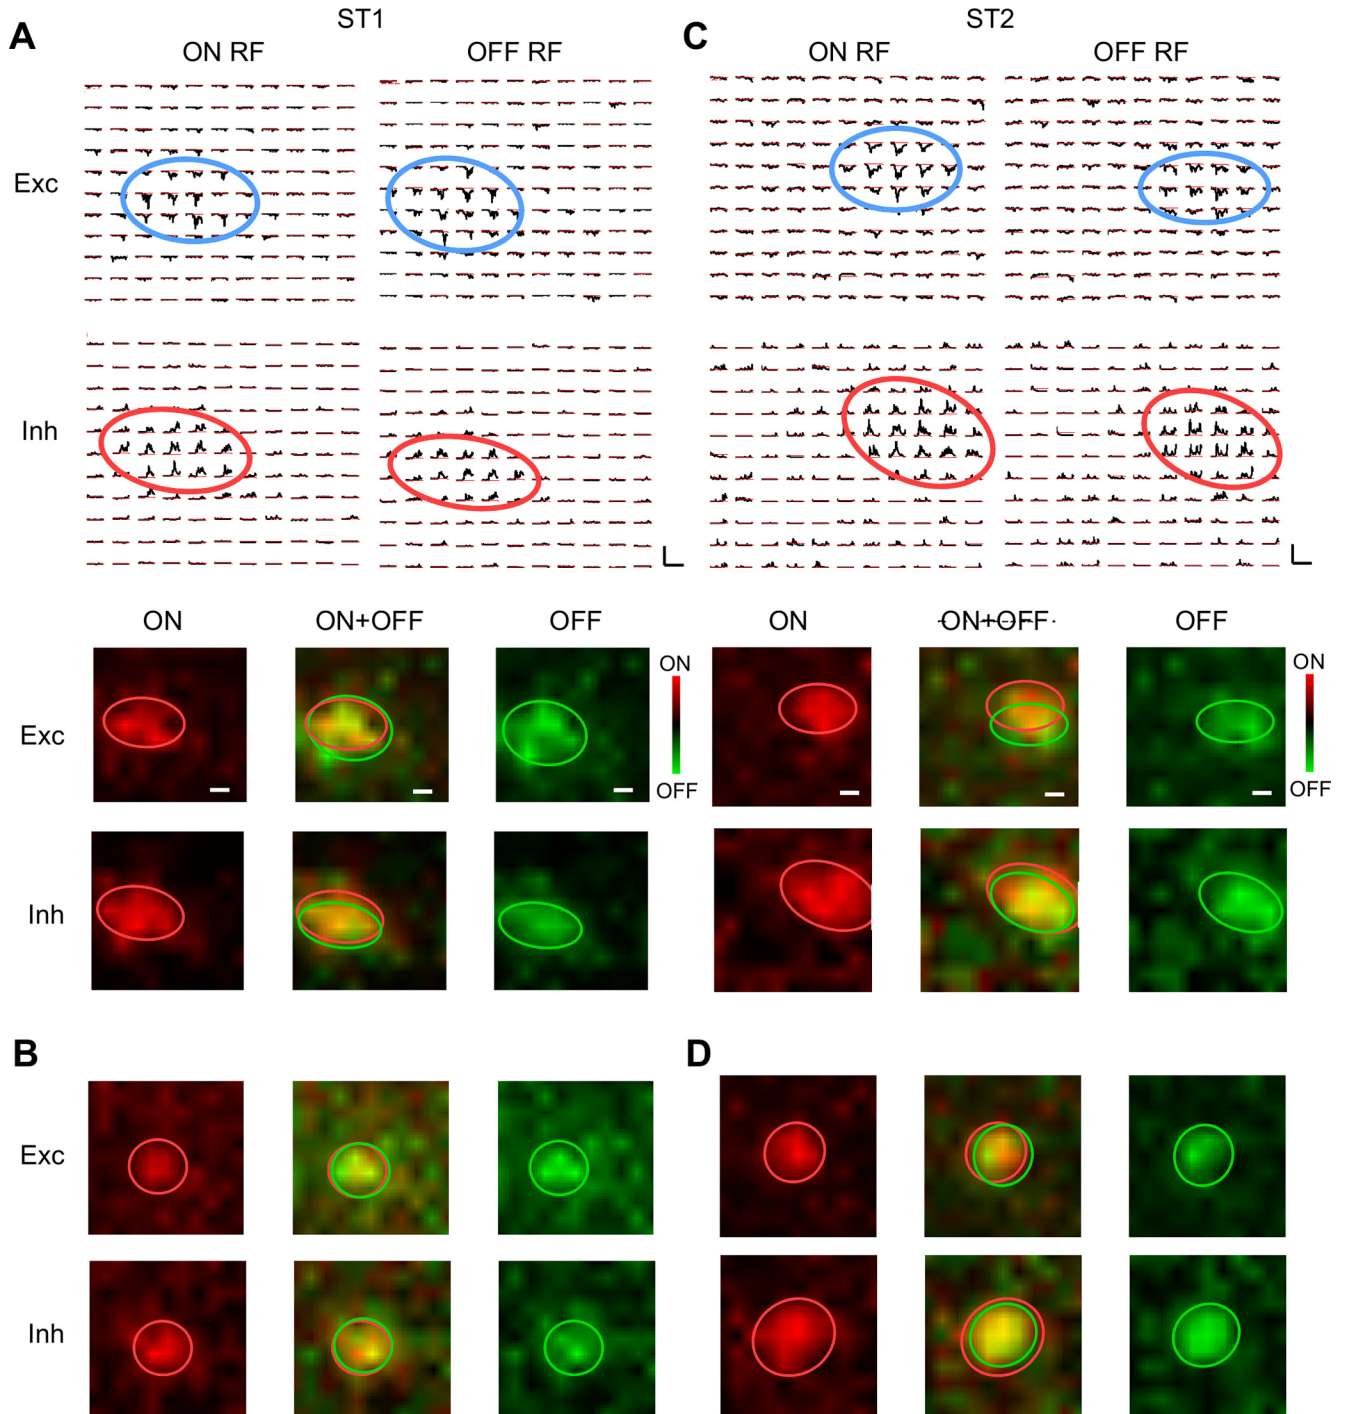 ST1
ST2
A
C
ON RF
OFF RF
ON RF
OFF RF
Exc
Inh
ON
ON+OFF
OFF
ON
ON+OFF
OFF
ON
OFF
ON
OFF
Exc
Inh
B
D
Exc
Inh